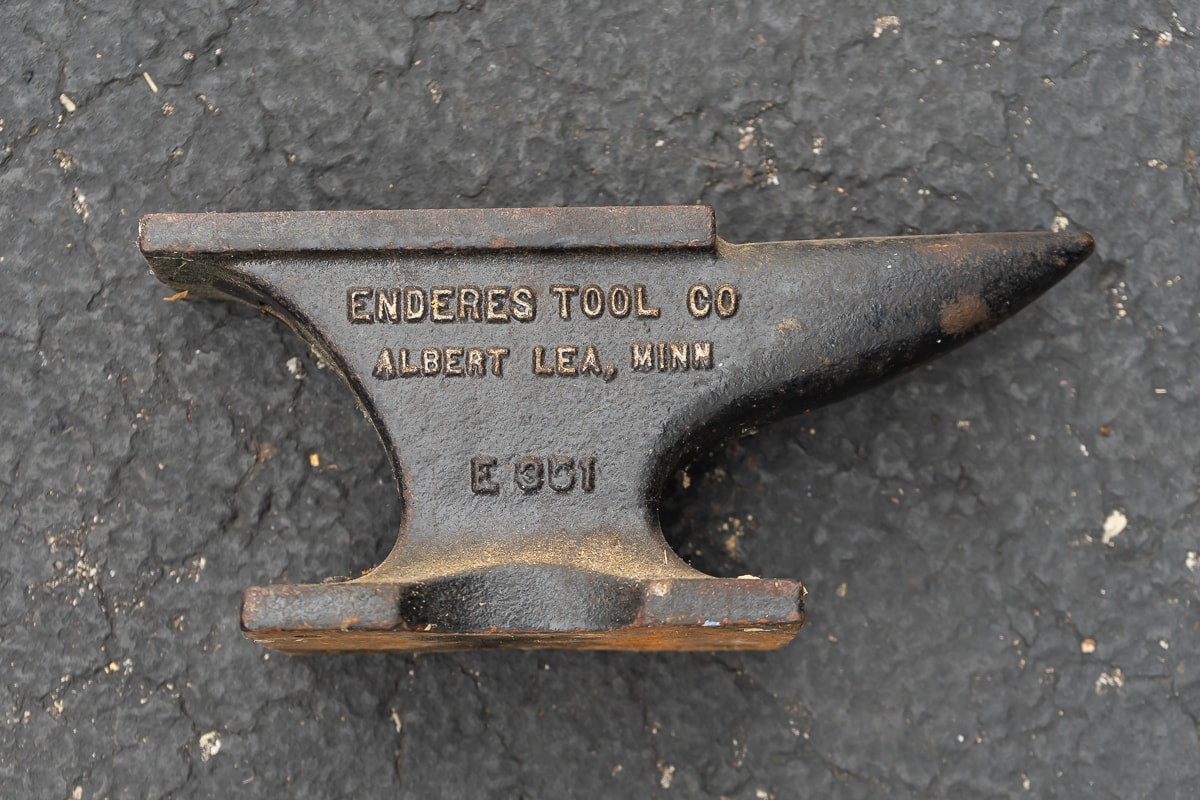 ENDERES TOOL CO
ALBERT LEA, MINN
E 351